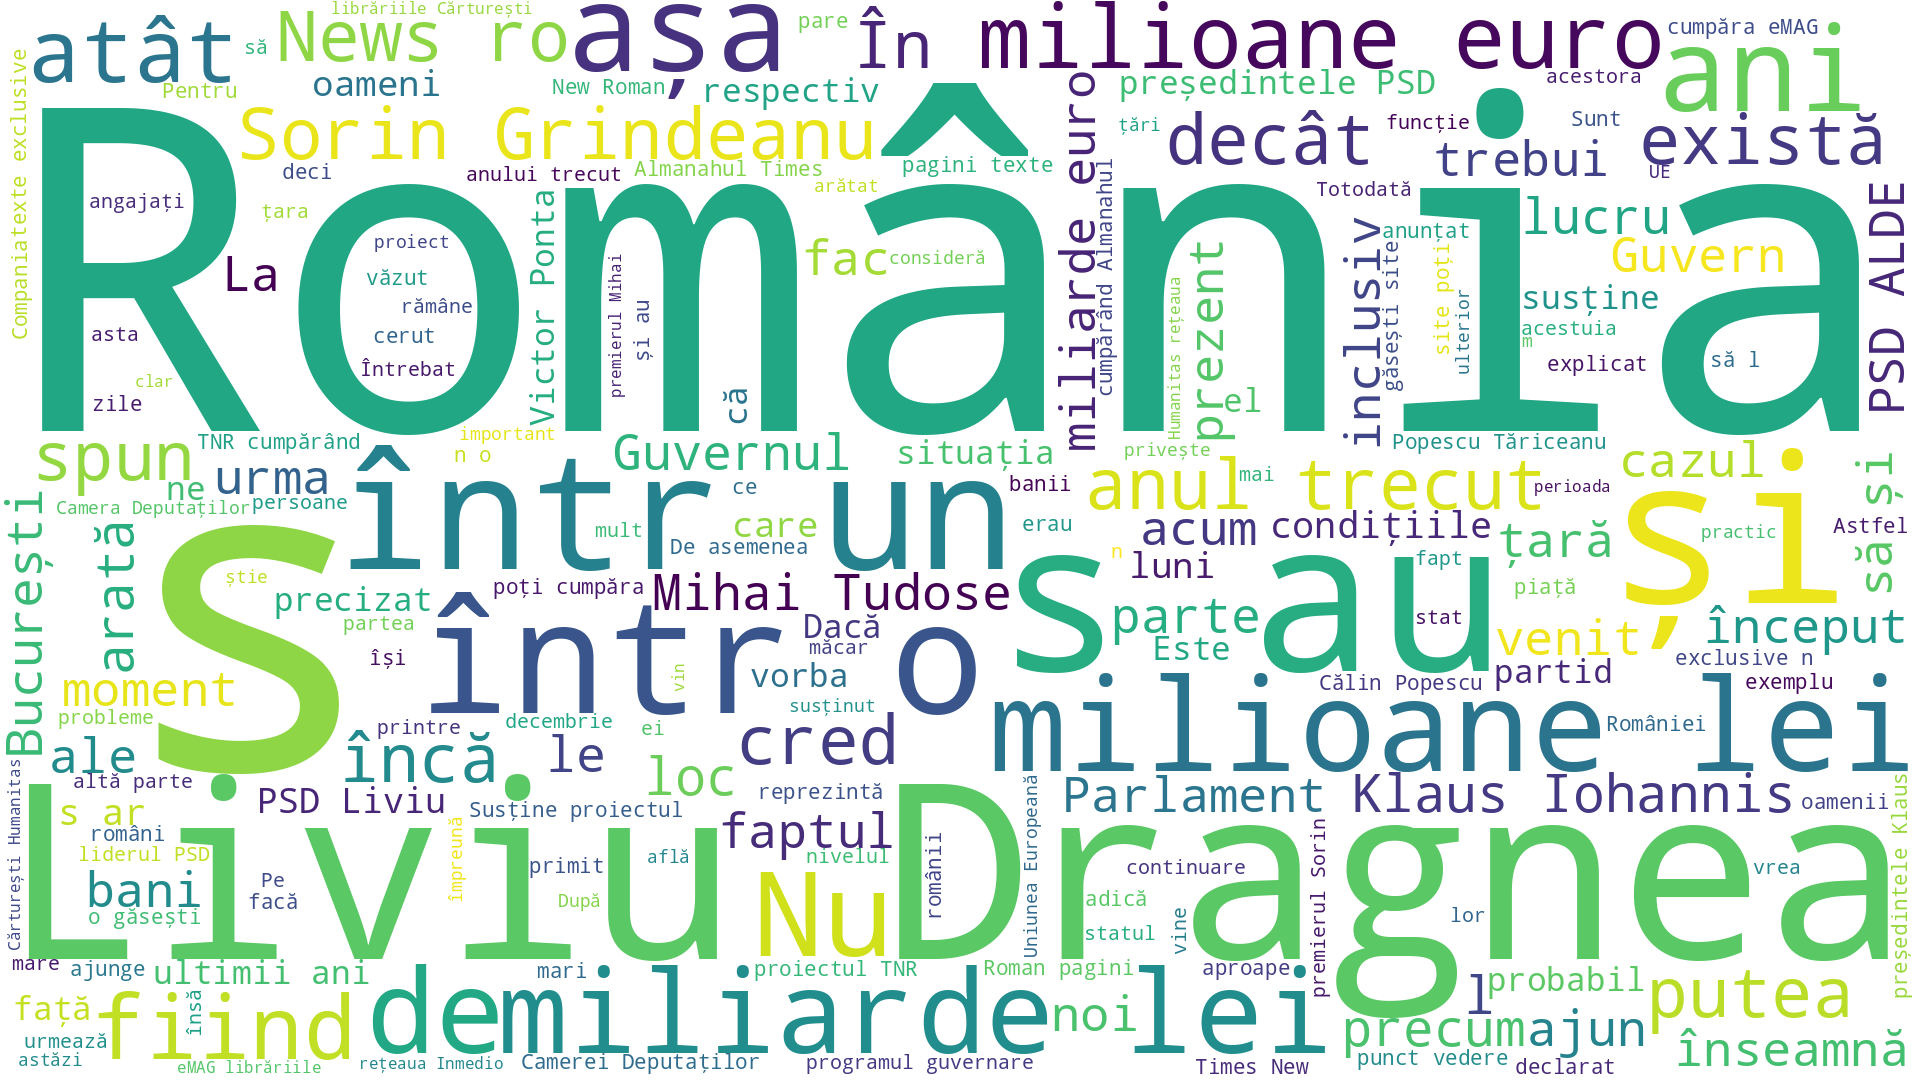 librăriile Cărturești
atât
să
News ro
așa
pare
În
milioane euro
cumpăra eMAG
ani
Companiatexte exclusive
Pentru
oameni
New Roman
respectiv
președintele PSD
acestora
Sorin Grindeanu
România
miliarde euro
țări
decât
funcție
Sunt
există
trebui
UE
deci
anului trecut
Almanahul Times
pagini texte
arătat
Totodată
angajați
țara
Victor Ponta
cumpărând Almanahul
prezent
inclusiv
anunțat
lucru
PSD ALDE
proiect
La
văzut
rămâne
cerut
Întrebat
premierul Mihai
și au
fac
consideră
Humanitas rețeaua
găsești site
site poți
ulterior
Guvern
susține
acestuia
m
explicat
să l
asta
clar
zile
că
el
spun
TNR cumpărând
important
n o
Guvernul
situația
privește
Popescu Tăriceanu
cazul
urma
ne
persoane
Camera Deputaților
într un
ce
banii
anul trecut
mai
perioada
și
să și
București
arată
S
mult
care
De asemenea
erau
acum
condițiile
țară
practic
Astfel
știe
n
luni
fapt
precizat
poți cumpăra
Mihai Tudose
s au
piață
partea
într o
Dacă
măcar
parte
stat
venit
început
își
vin
vorba
Este
exclusive n
moment
Călin Popescu
partid
exemplu
probleme
printre
decembrie
susținut
ei
cred
milioane lei
României
ale
încă
le
loc
altă parte
Cărturești Humanitas
s ar
PSD Liviu
Susține proiectul
reprezintă
Uniunea Europeană
Parlament
Klaus Iohannis
oamenii
președintele Klaus
români
liderul PSD
Liviu Dragnea
împreună
primit
află
faptul
nivelul
românii
continuare
premierul Sorin
vrea
bani
Pe
facă
După
Nu
adică
o găsești
statul
vine
lor
mare
ajunge
ultimii ani
mari
proiectul TNR
Roman pagini
aproape
probabil
față
însă
fiind
de
miliarde lei
noi
l
putea
urmează
precum
ajun
înseamnă
astăzi
eMAG librăriile
rețeaua Inmedio
Camerei Deputaților
programul guvernare
Times New
punct vedere
declarat